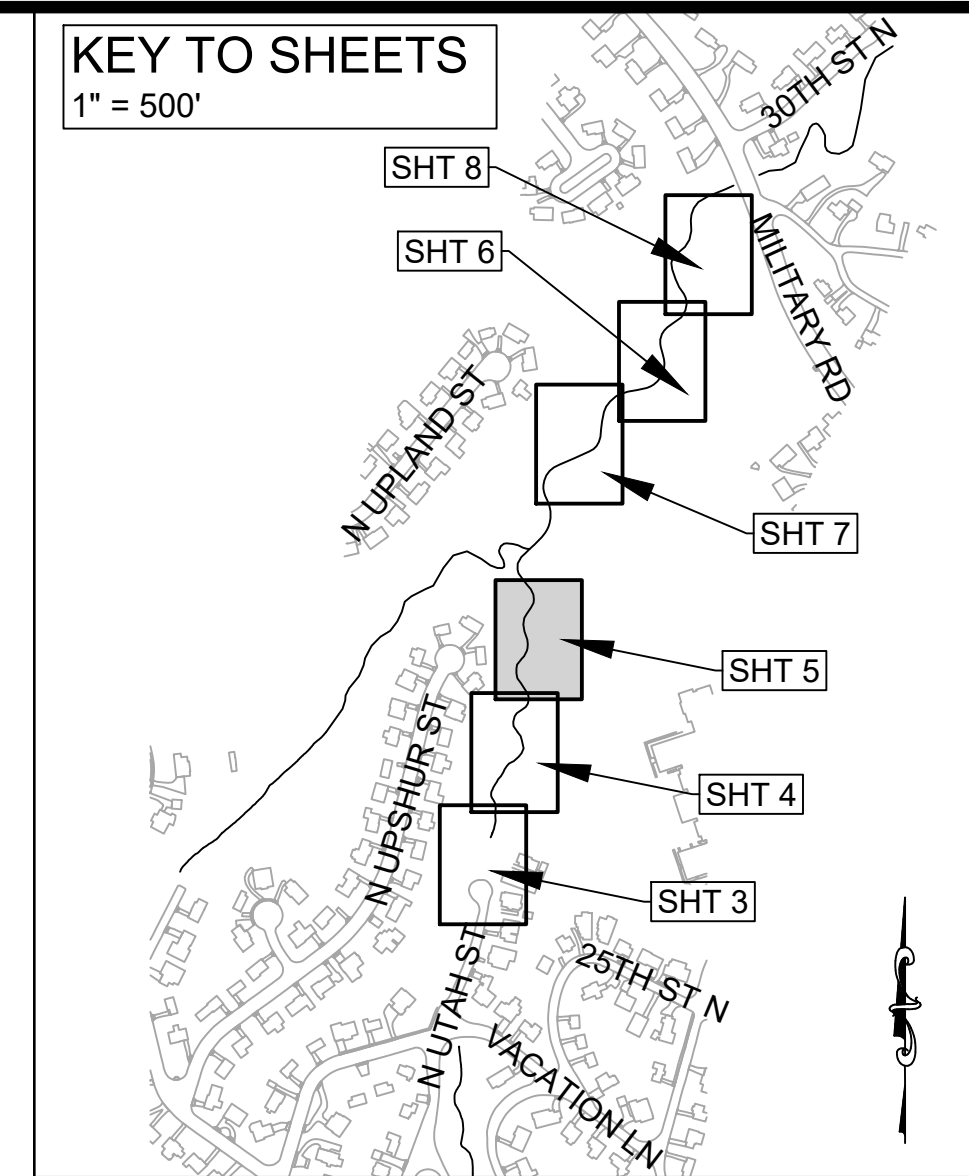 KEY TO SHEETS
1" = 500'
30TH ST N
SHT 8
SHT 6
MILITARY RD
N UPLAND ST
SHT 7
SHT 5
N UPSHUR ST
SHT 4
SHT 3
25TH ST N
N UTAH ST
VACATION LN